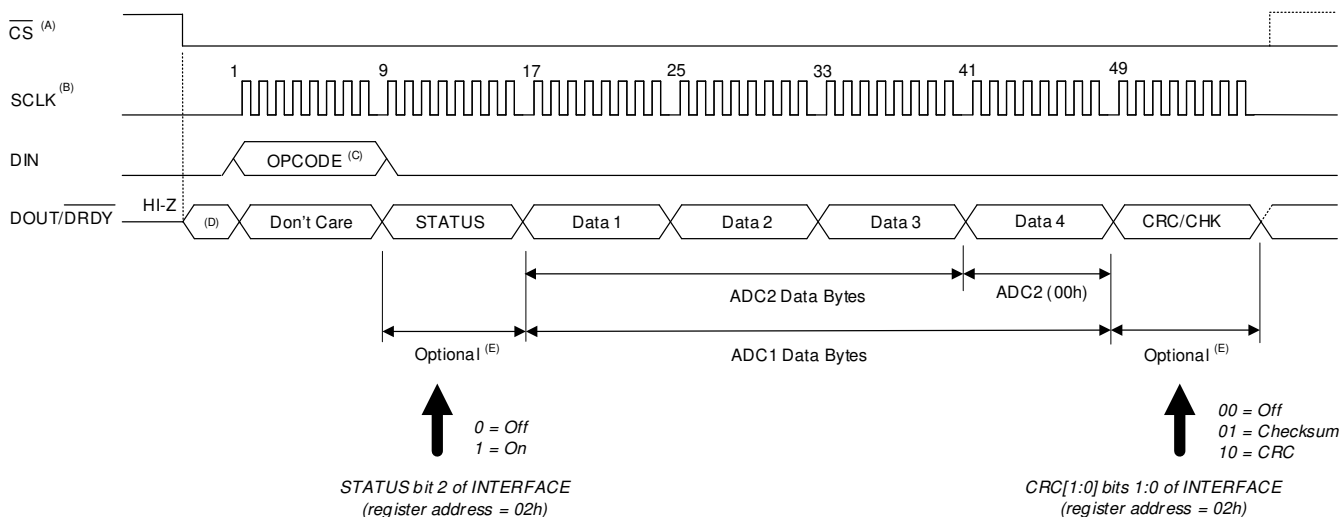 CS (A)
1 9 17 25 33 41 49
SCLK (B)
DIN OPCODE (C)
DOUT/DRDY HI-Z (D) Don't Care STATUS Data 1 Data 2 Data 3 Data 4 CRC/CHK
ADC2 Data Bytes ADC2 (00h)
Optional (E) ADC1 Data Bytes Optional (E)
0 = Off
1 = On
STATUS bit 2 of INTERFACE
(register address = 02h)
00 = Off
01 = Checksum
10 = CRC
CRC[1:0] bits 1:0 of INTERFACE
(register address = 02h)